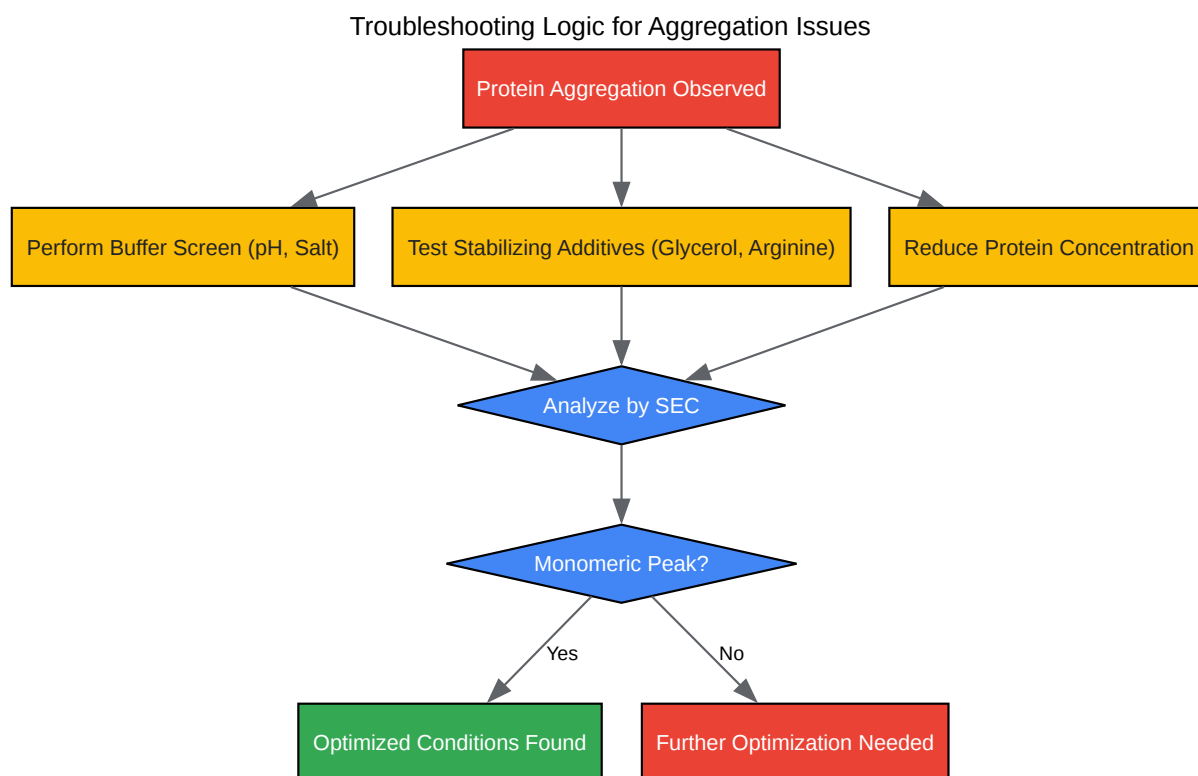 Troubleshooting Logic for Aggregation Issues
Protein Aggregation Observed
Perform Buffer Screen (pH, Salt)
Test Stabilizing Additives (Glycerol, Arginine)
Reduce Protein Concentration
Analyze by SEC
Monomeric Peak?
Yes
No
Optimized Conditions Found
Further Optimization Needed